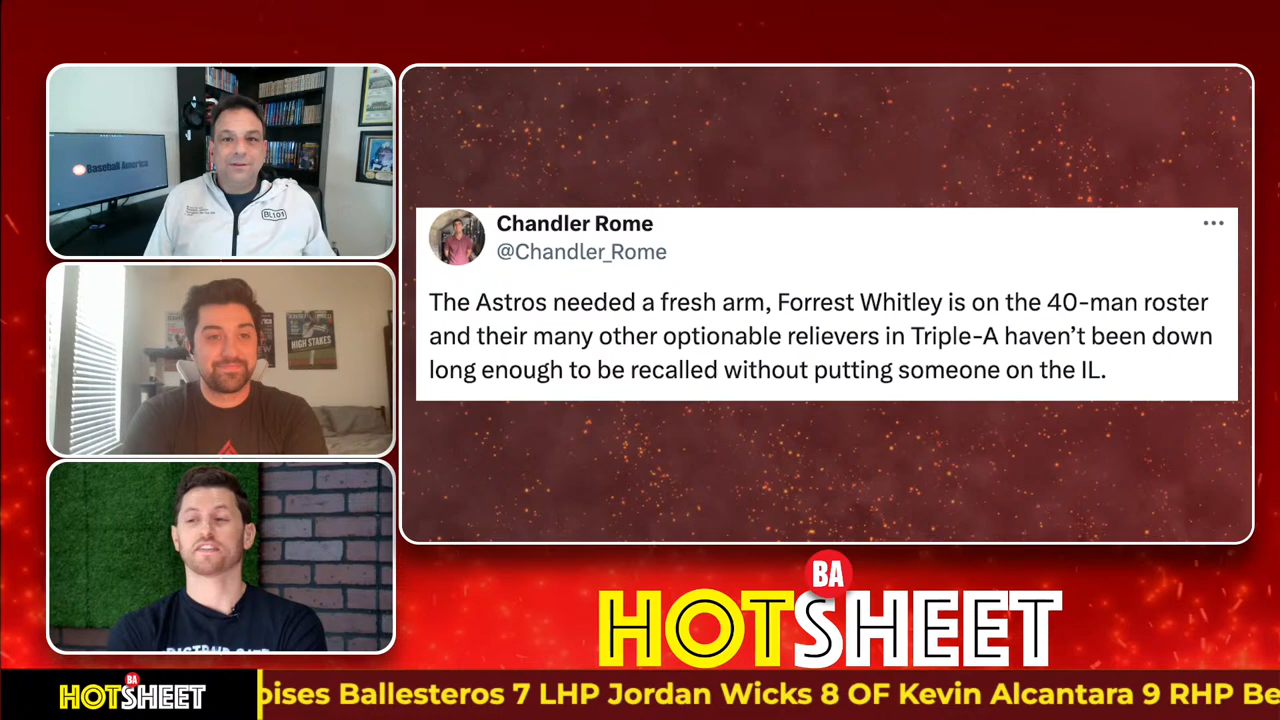 Baseball America
BL101
HIGH STAKES
Chandler Rome
@Chandler_Rome
The Astros needed a fresh arm, Forrest Whitley is on the 40-man roster
and their many other optionable relievers in Triple-A haven’t been down
long enough to be recalled without putting someone on the IL.
BA
HOTSHEET
BA
HOTSHEET
oises Ballesteros 7 LHP Jordan Wicks 8 OF Kevin Alcantara 9 RHP Be